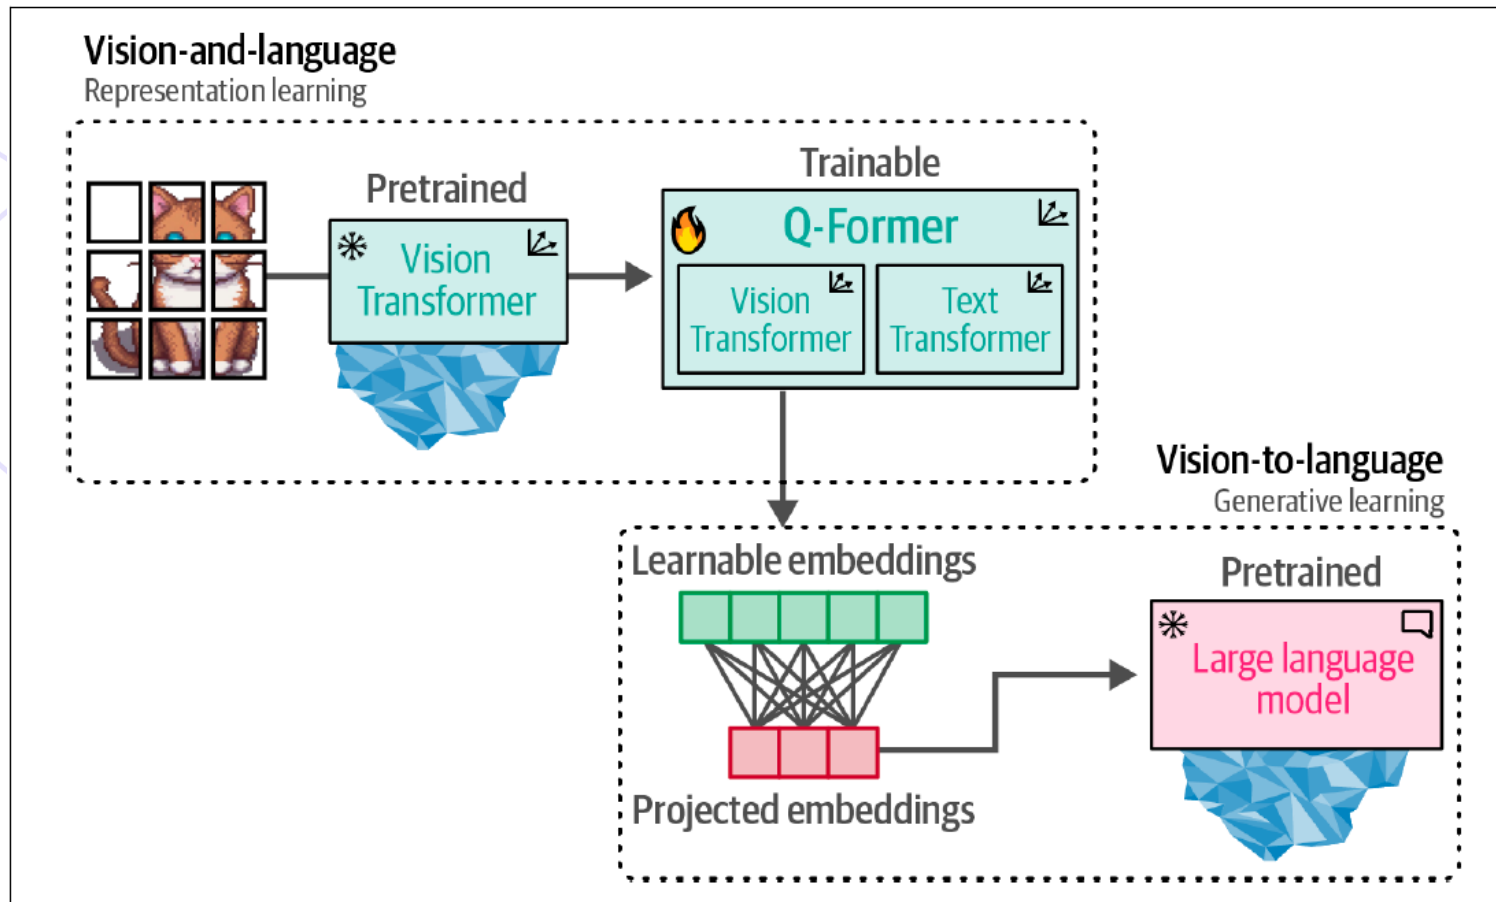 Vision-and-language
Representation learning
Pretrained
Vision
Transformer
Trainable
Q-Former
Vision
Transformer
Text
Transformer
Vision-to-language
Generative learning
Learnable embeddings
Projected embeddings
Pretrained
Large language
model